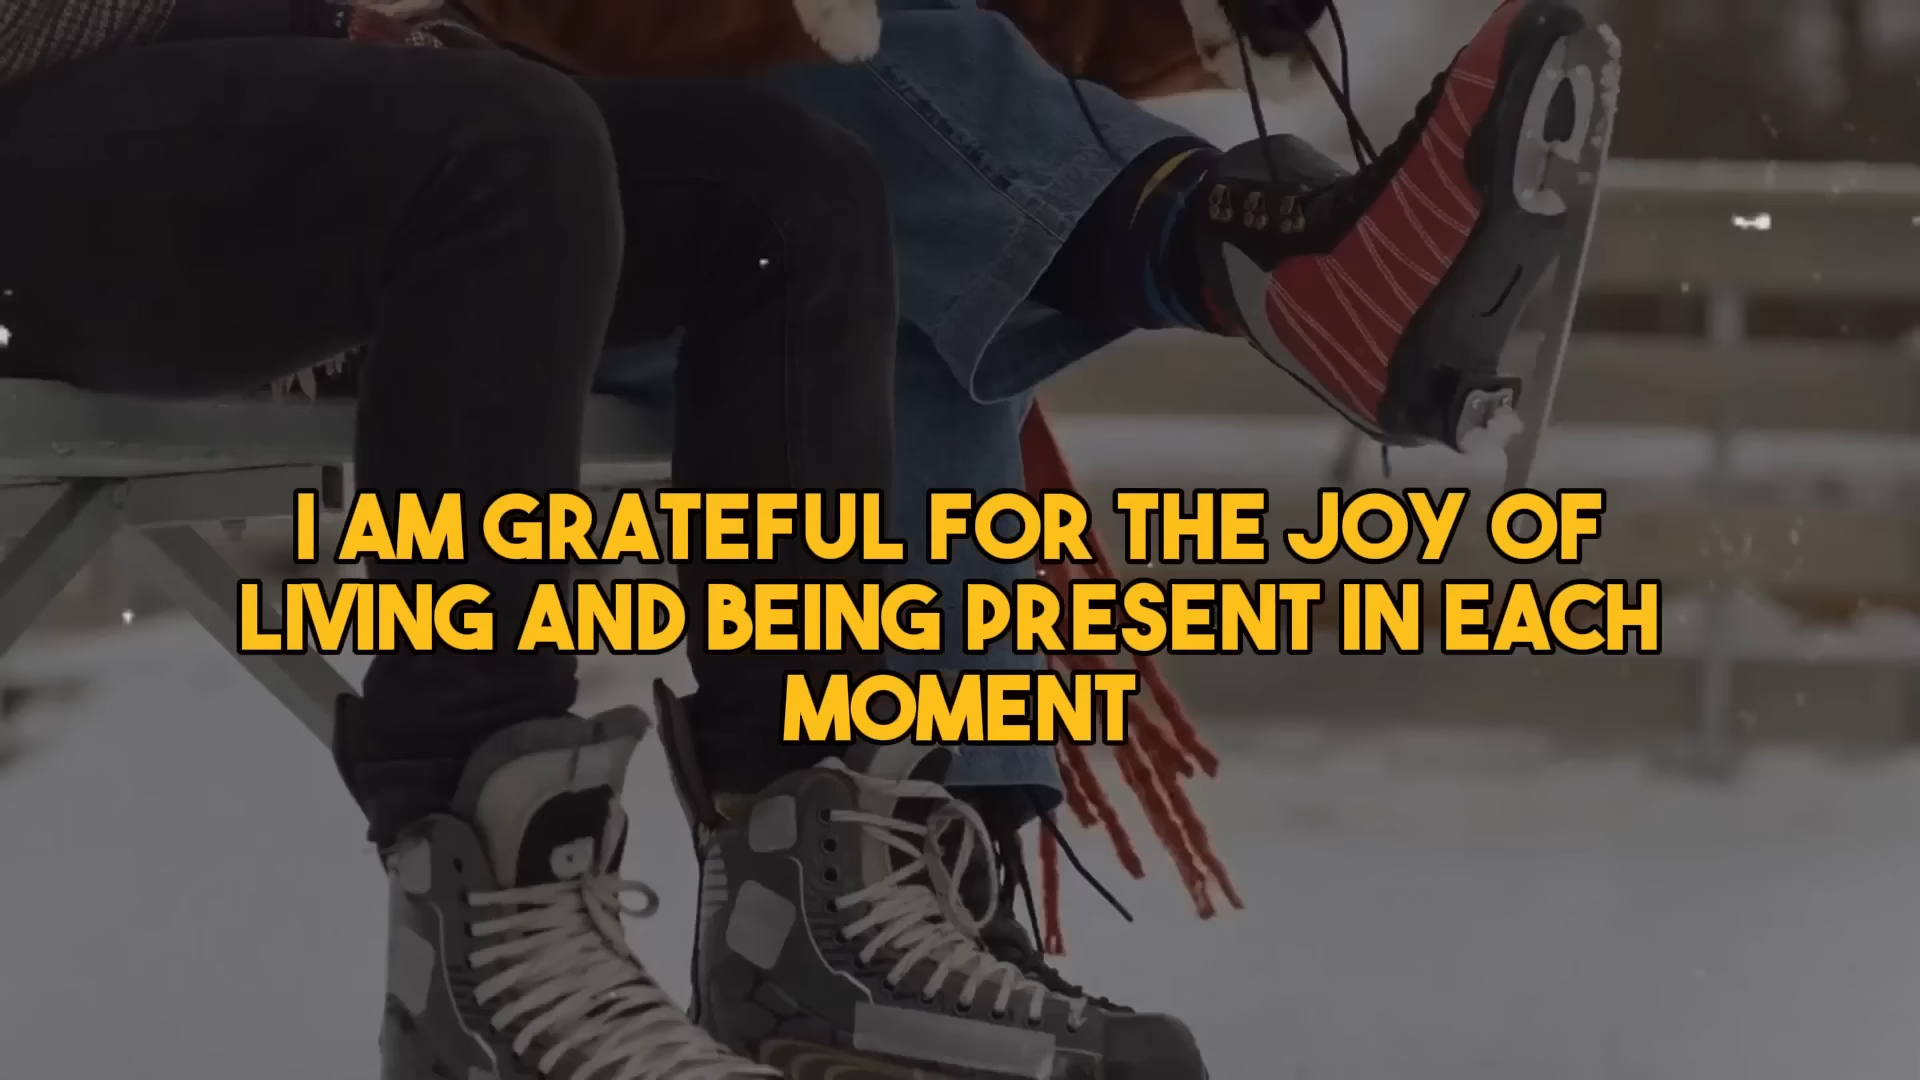 I AM GRATEFUL FOR THE JOY OF
LIVING AND BEING PRESENT IN EACH
MOMENT